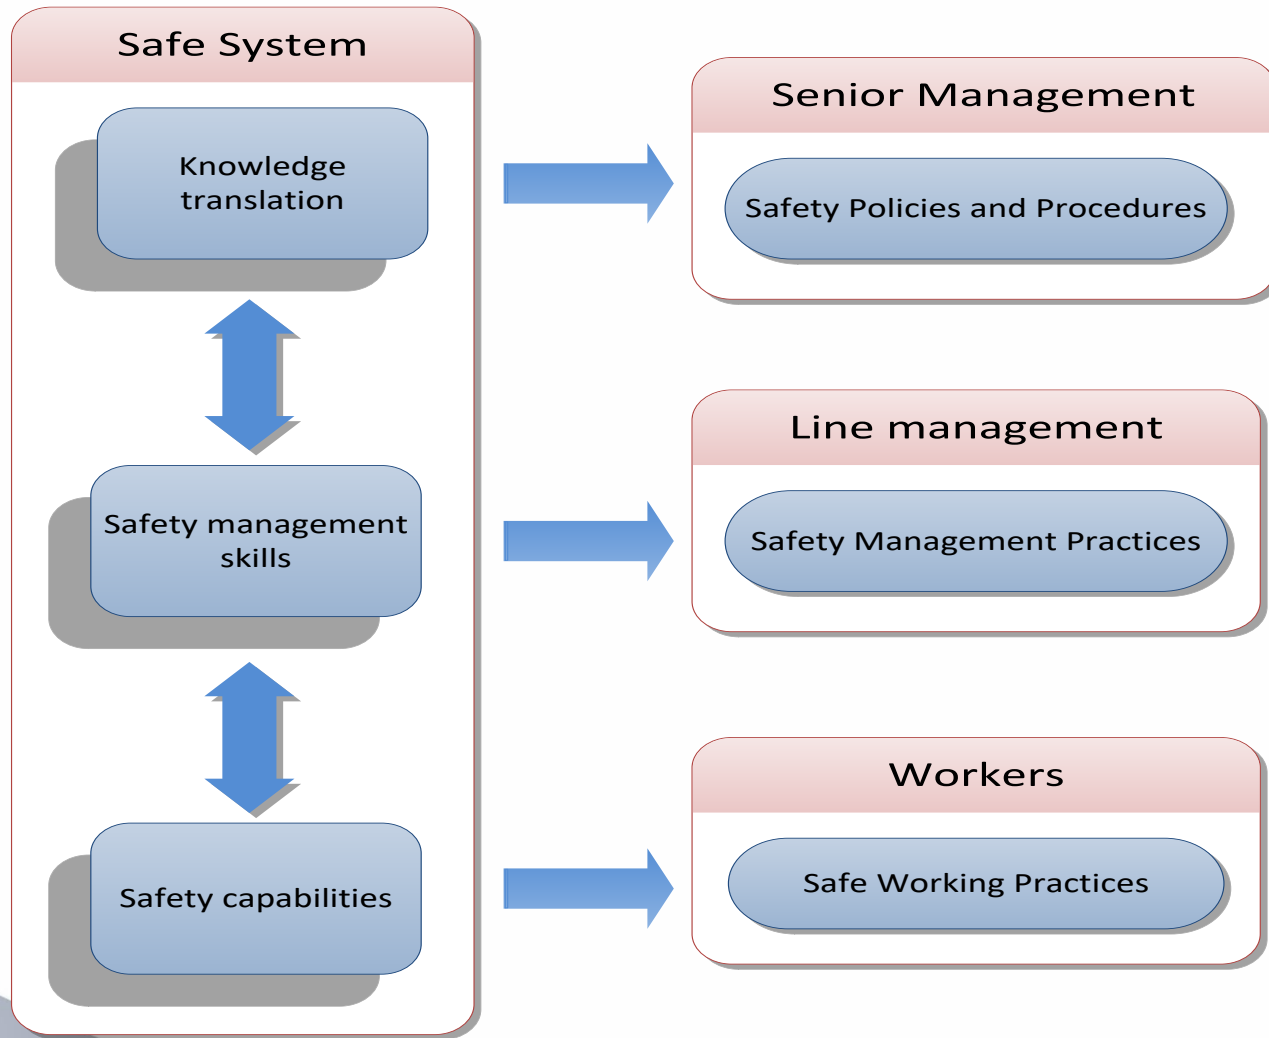 Safe System
Knowledge
translation
Safety management
skills
Safety capabilities
Senior Management
Safety Policies and Procedures
Line management
Safety Management Practices
Workers
Safe Working Practices